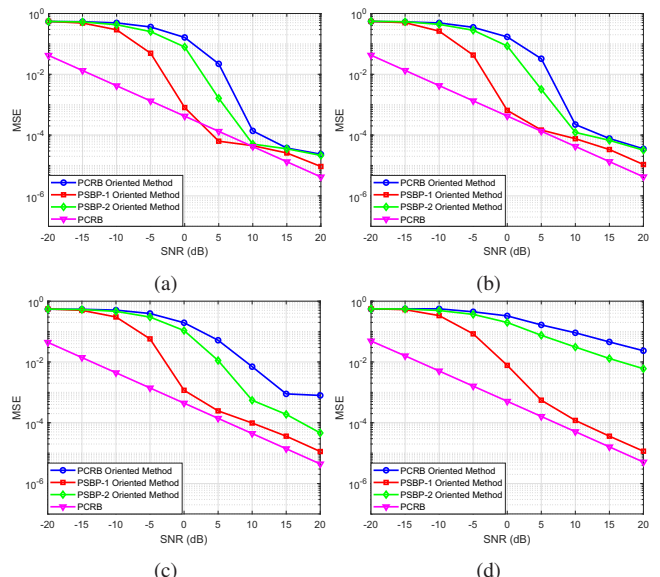 10^0
10^-2
10^-4
10^-6
MSE
PCRB Oriented Method
PSBP-1 Oriented Method
PSBP-2 Oriented Method
PCRB
-20 -15 -10 -5 0 5 10 15 20
SNR (dB)
(a)
10^0
10^-2
10^-4
10^-6
MSE
PCRB Oriented Method
PSBP-1 Oriented Method
PSBP-2 Oriented Method
PCRB
-20 -15 -10 -5 0 5 10 15 20
SNR (dB)
(b)
10^0
10^-2
10^-4
10^-6
MSE
PCRB Oriented Method
PSBP-1 Oriented Method
PSBP-2 Oriented Method
PCRB
-20 -15 -10 -5 0 5 10 15 20
SNR (dB)
(c)
10^0
10^-2
10^-4
10^-6
MSE
PCRB Oriented Method
PSBP-1 Oriented Method
PSBP-2 Oriented Method
PCRB
-20 -15 -10 -5 0 5 10 15 20
SNR (dB)
(d)